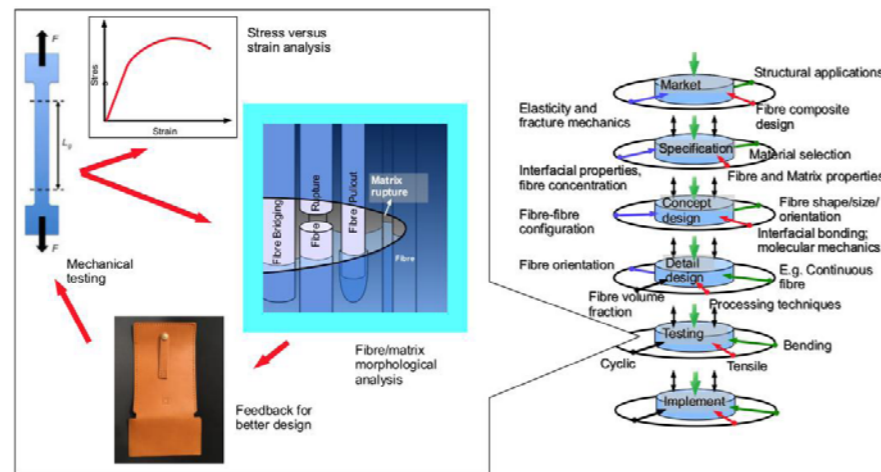 F
Stress versus
strain analysis
Stres
Strain
L
F
Mechanical
testing
Fibre Bridging
Fibre Rupture
Fibre Pullout
Matrix
rupture
Fibre
Fibre/matrix
morphological
analysis
Feedback for
better design
Market
Structural applications
Elasticity and
fracture mechanics
Fibre composite
design
Specification
Material selection
Interfacial properties,
fibre concentration
Fibre and Matrix properties
Concept
design
Fibre shape/size/
orientation
Fibre-fibre
configuration
Interfacial bonding;
molecular mechanics
Fibre orientation
Detail
design
E.g. Continuous
fibre
Fibre volume
fraction
Processing techniques
Testing
Bending
Cyclic
Tensile
Implement